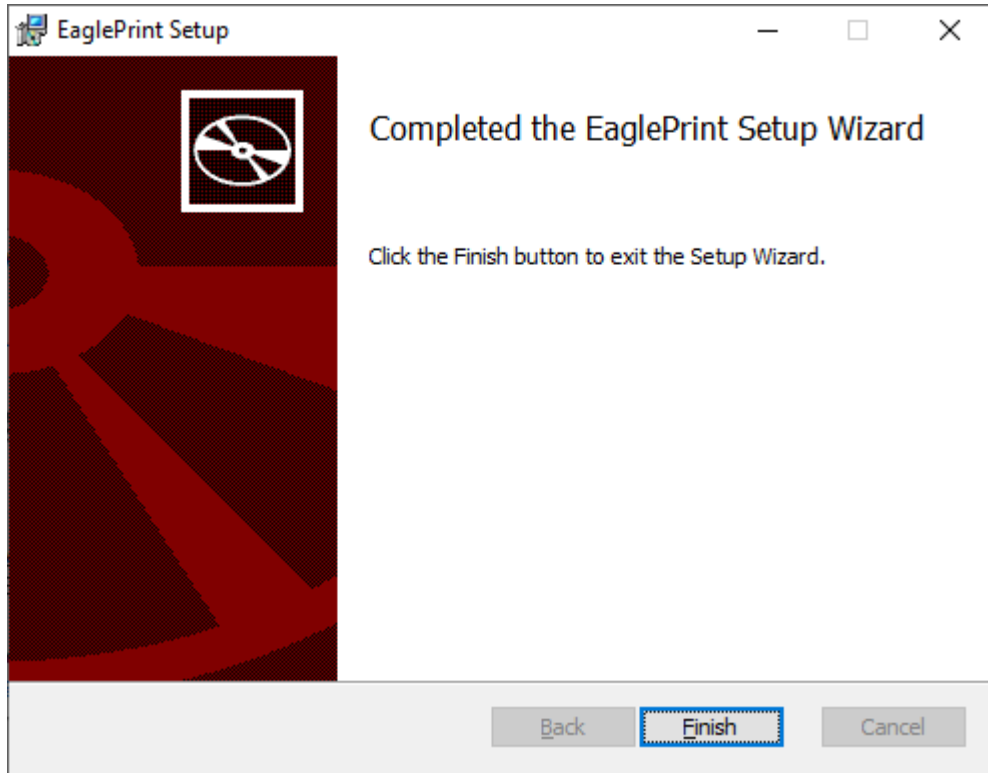 EaglePrint Setup
Completed the EaglePrint Setup Wizard
Click the Finish button to exit the Setup Wizard.
Back Finish Cancel